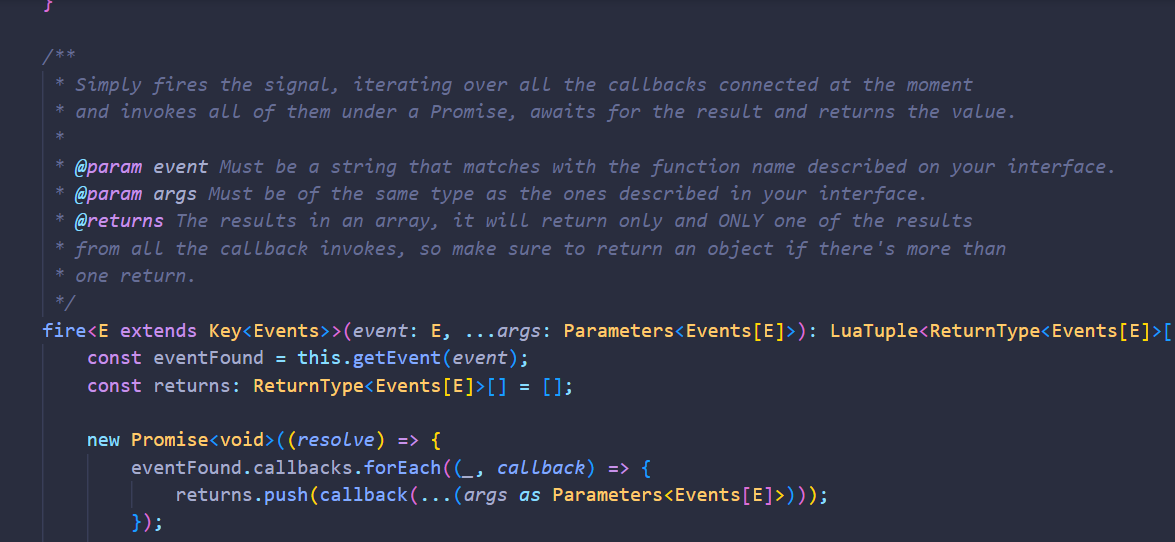 }
/**
* Simply fires the signal, iterating over all the callbacks connected at the moment
* and invokes all of them under a Promise, awaits for the result and returns the value.
*
* @param event Must be a string that matches with the function name described on your interface.
* @param args Must be of the same type as the ones described in your interface.
* @returns The results in an array, it will return only and ONLY one of the results
* from all the callback invokes, so make sure to return an object if there's more than
* one return.
*/
fire<E extends Key<Events>>(event: E, ...args: Parameters<Events[E]>): LuaTuple<ReturnType<Events[E]>[
const eventFound = this.getEvent(event);
const returns: ReturnType<Events[E]>[] = [];
new Promise<void>((resolve) => {
eventFound.callbacks.forEach((_, callback) => {
returns.push(callback(...(args as Parameters<Events[E]>)));
});